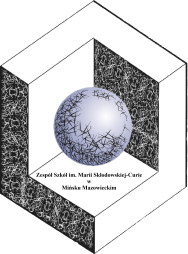 Zespół Szkół im. Marii Skłodowskiej-Curie
w
Mińsku Mazowieckim